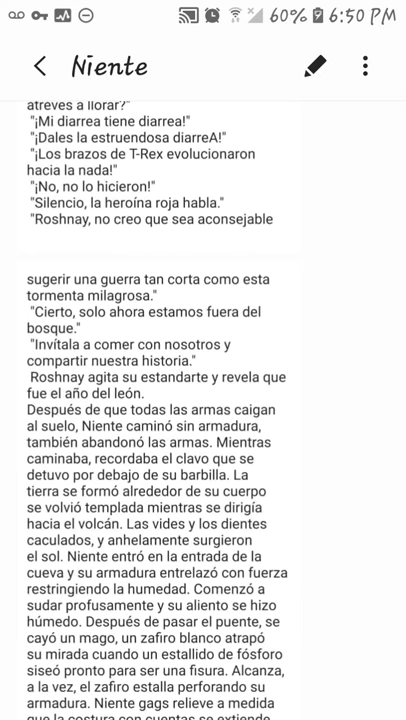 60% 6:50 PM
Niente
atreves a llorar?"
"¡Mi diarrea tiene diarrea!"
"¡Dales la estruendosa diarreA!"
"¡Los brazos de T-Rex evolucionaron
hacia la nada!"
"¡No, no lo hicieron!"
"Silencio, la heroína roja habla."
"Roshnay, no creo que sea aconsejable
sugerir una guerra tan corta como esta
tormenta milagrosa."
"Cierto, solo ahora estamos fuera del
bosque."
"Invítala a comer con nosotros y
compartir nuestra historia."
Roshnay agita su estandarte y revela que
fue el año del león.
Después de que todas las armas caigan
al suelo, Niente caminó sin armadura,
también abandonó las armas. Mientras
caminaba, recordaba el clavo que se
detuvo por debajo de su barbilla. La
tierra se formó alrededor de su cuerpo
se volvió templada mientras se dirigía
hacia el volcán. Las vides y los dientes
caculados, y anhelamente surgieron
el sol. Niente entró en la entrada de la
cueva y su armadura entrelazó con fuerza
restringiendo la humedad. Comenzó a
sudar profusamente y su aliento se hizo
húmedo. Después de pasar el puente, se
cayó un mago, un zafiro blanco atrapó
su mirada cuando un estallido de fósforo
siseó pronto para ser una fisura. Alcanza,
a la vez, el zafiro estalla perforando su
armadura. Niente gags relieve a medida
que la costura con cuentas se extiende